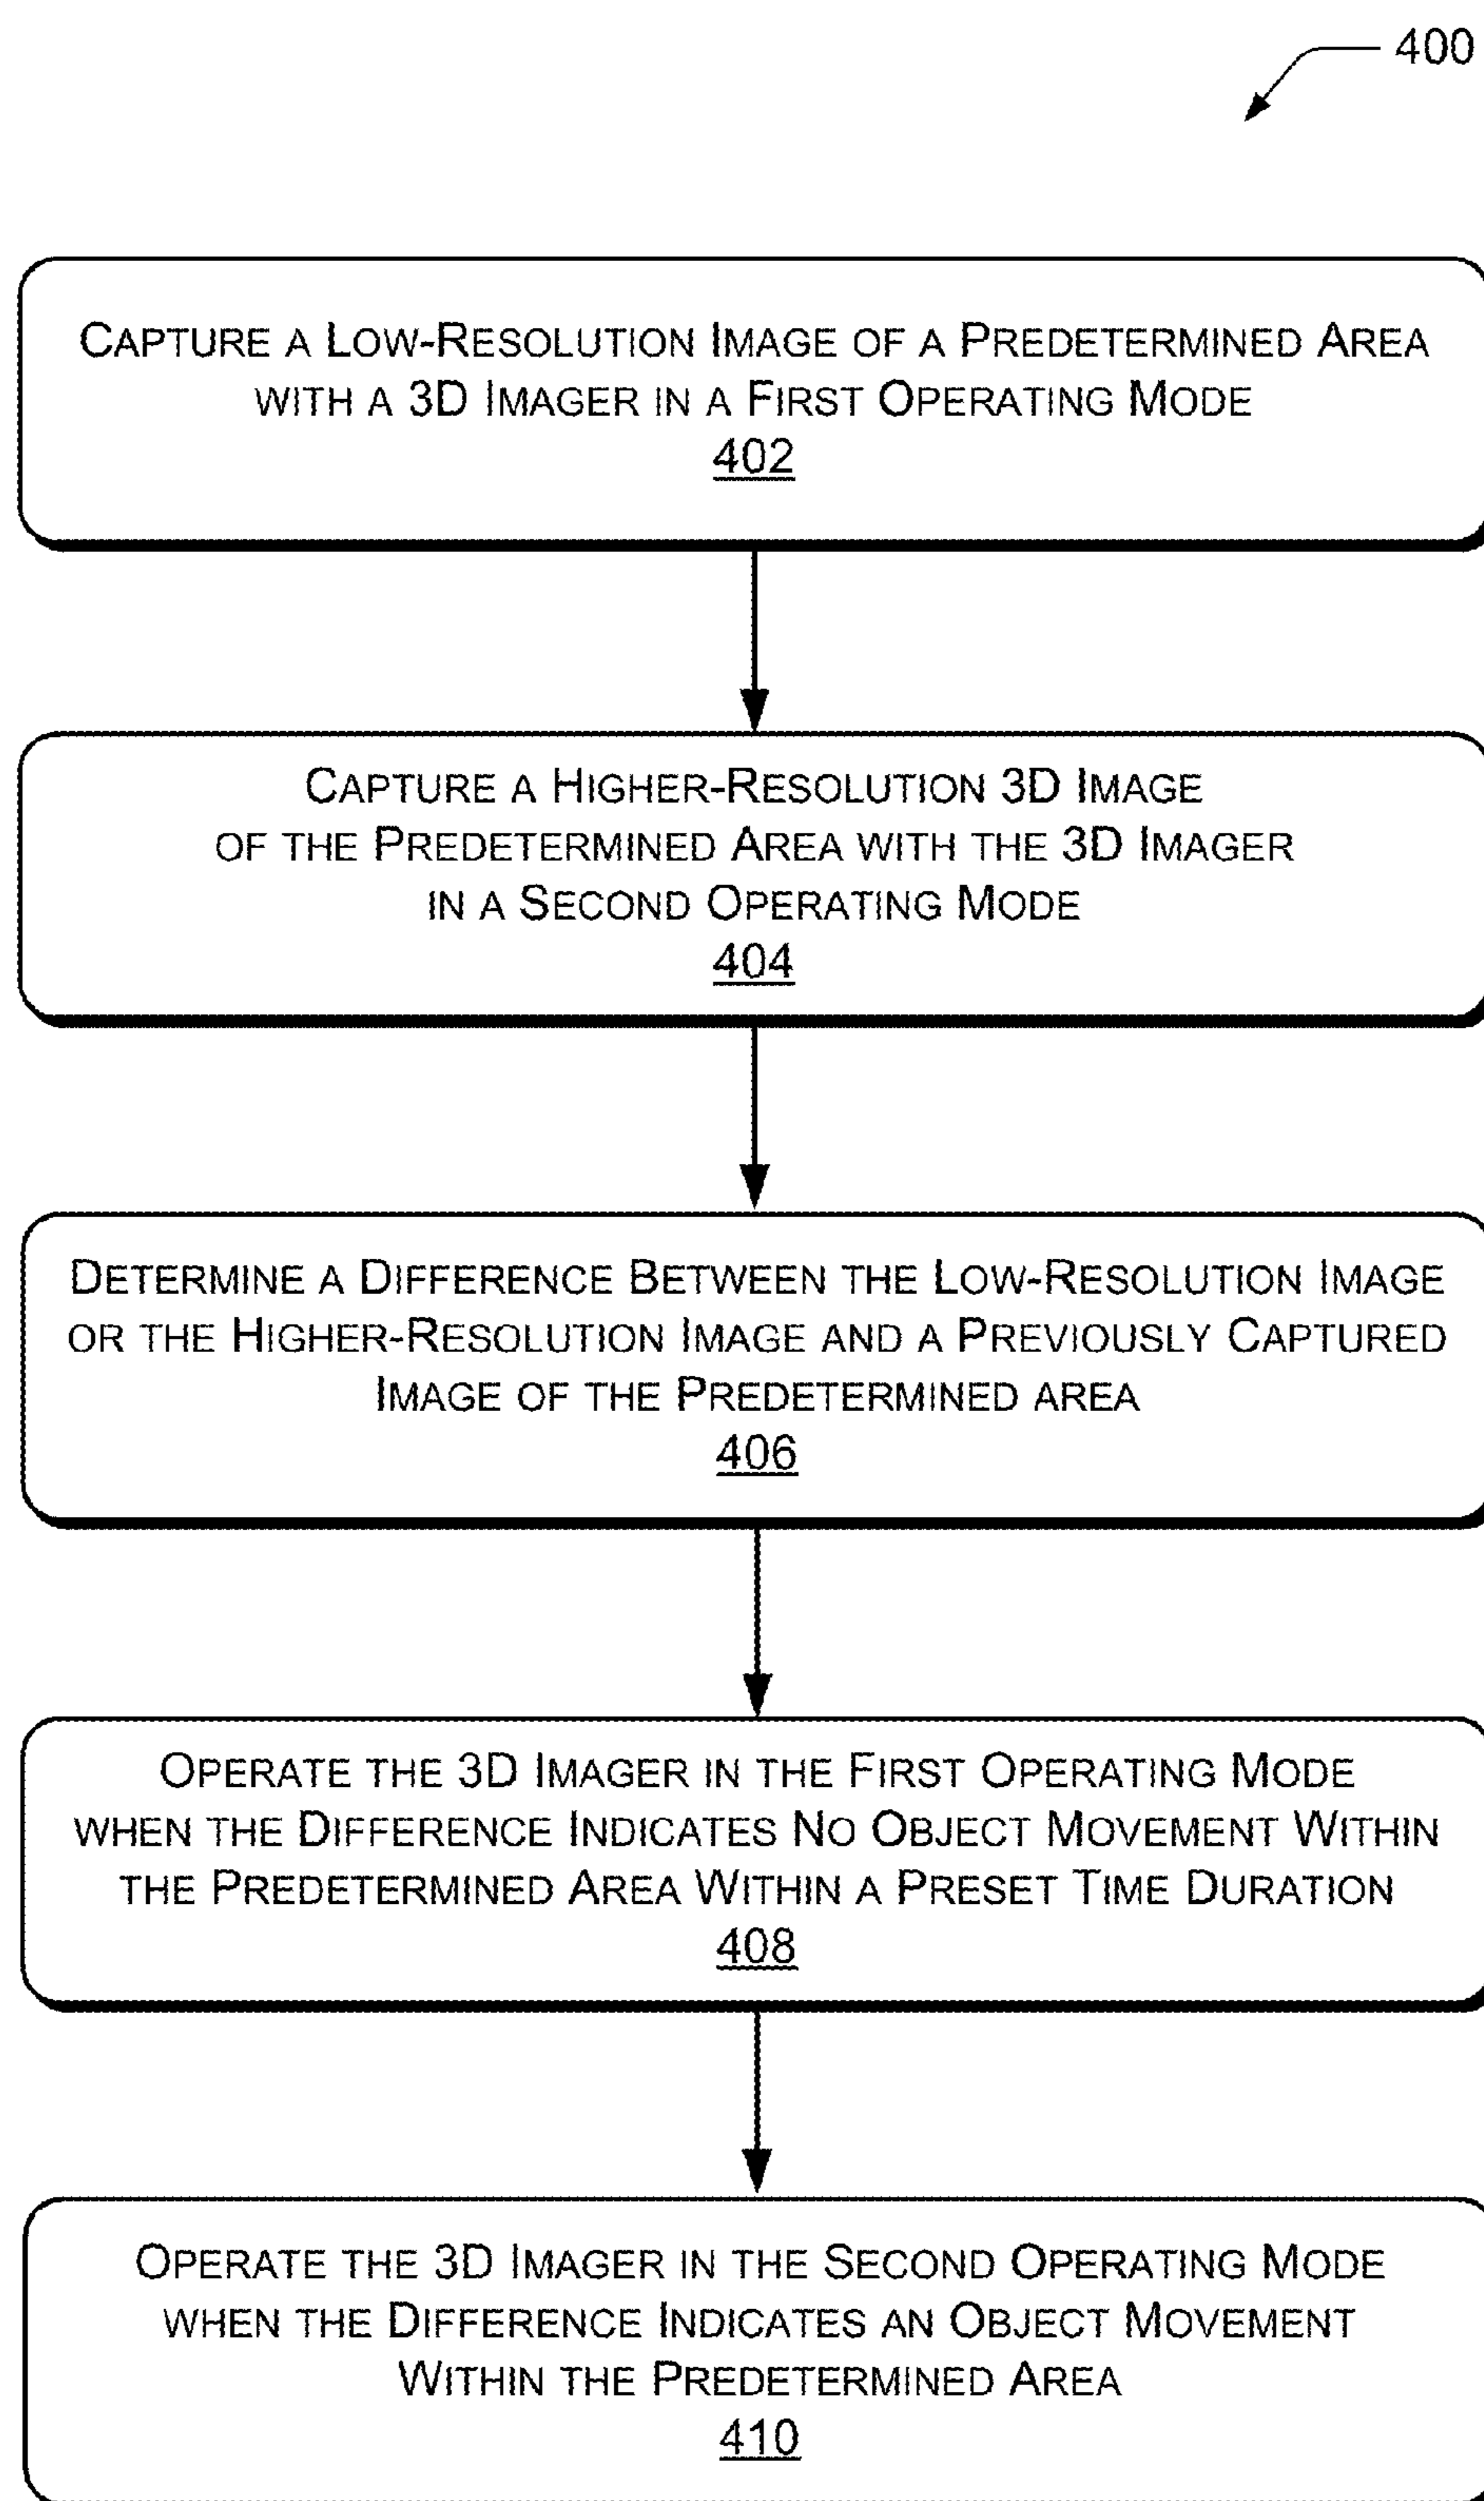 400
CAPTURE A LOW-RESOLUTION IMAGE OF A PREDETERMINED AREA
WITH A 3D IMAGER IN A FIRST OPERATING MODE
402
CAPTURE A HIGHER-RESOLUTION 3D IMAGE
OF THE PREDETERMINED AREA WITH THE 3D IMAGER
IN A SECOND OPERATING MODE
404
DETERMINE A DIFFERENCE BETWEEN THE LOW-RESOLUTION IMAGE
OR THE HIGHER-RESOLUTION IMAGE AND A PREVIOUSLY CAPTURED
IMAGE OF THE PREDETERMINED AREA
406
OPERATE THE 3D IMAGER IN THE FIRST OPERATING MODE
WHEN THE DIFFERENCE INDICATES NO OBJECT MOVEMENT WITHIN
THE PREDETERMINED AREA WITHIN A PRESET TIME DURATION
408
OPERATE THE 3D IMAGER IN THE SECOND OPERATING MODE
WHEN THE DIFFERENCE INDICATES AN OBJECT MOVEMENT
WITHIN THE PREDETERMINED AREA
410